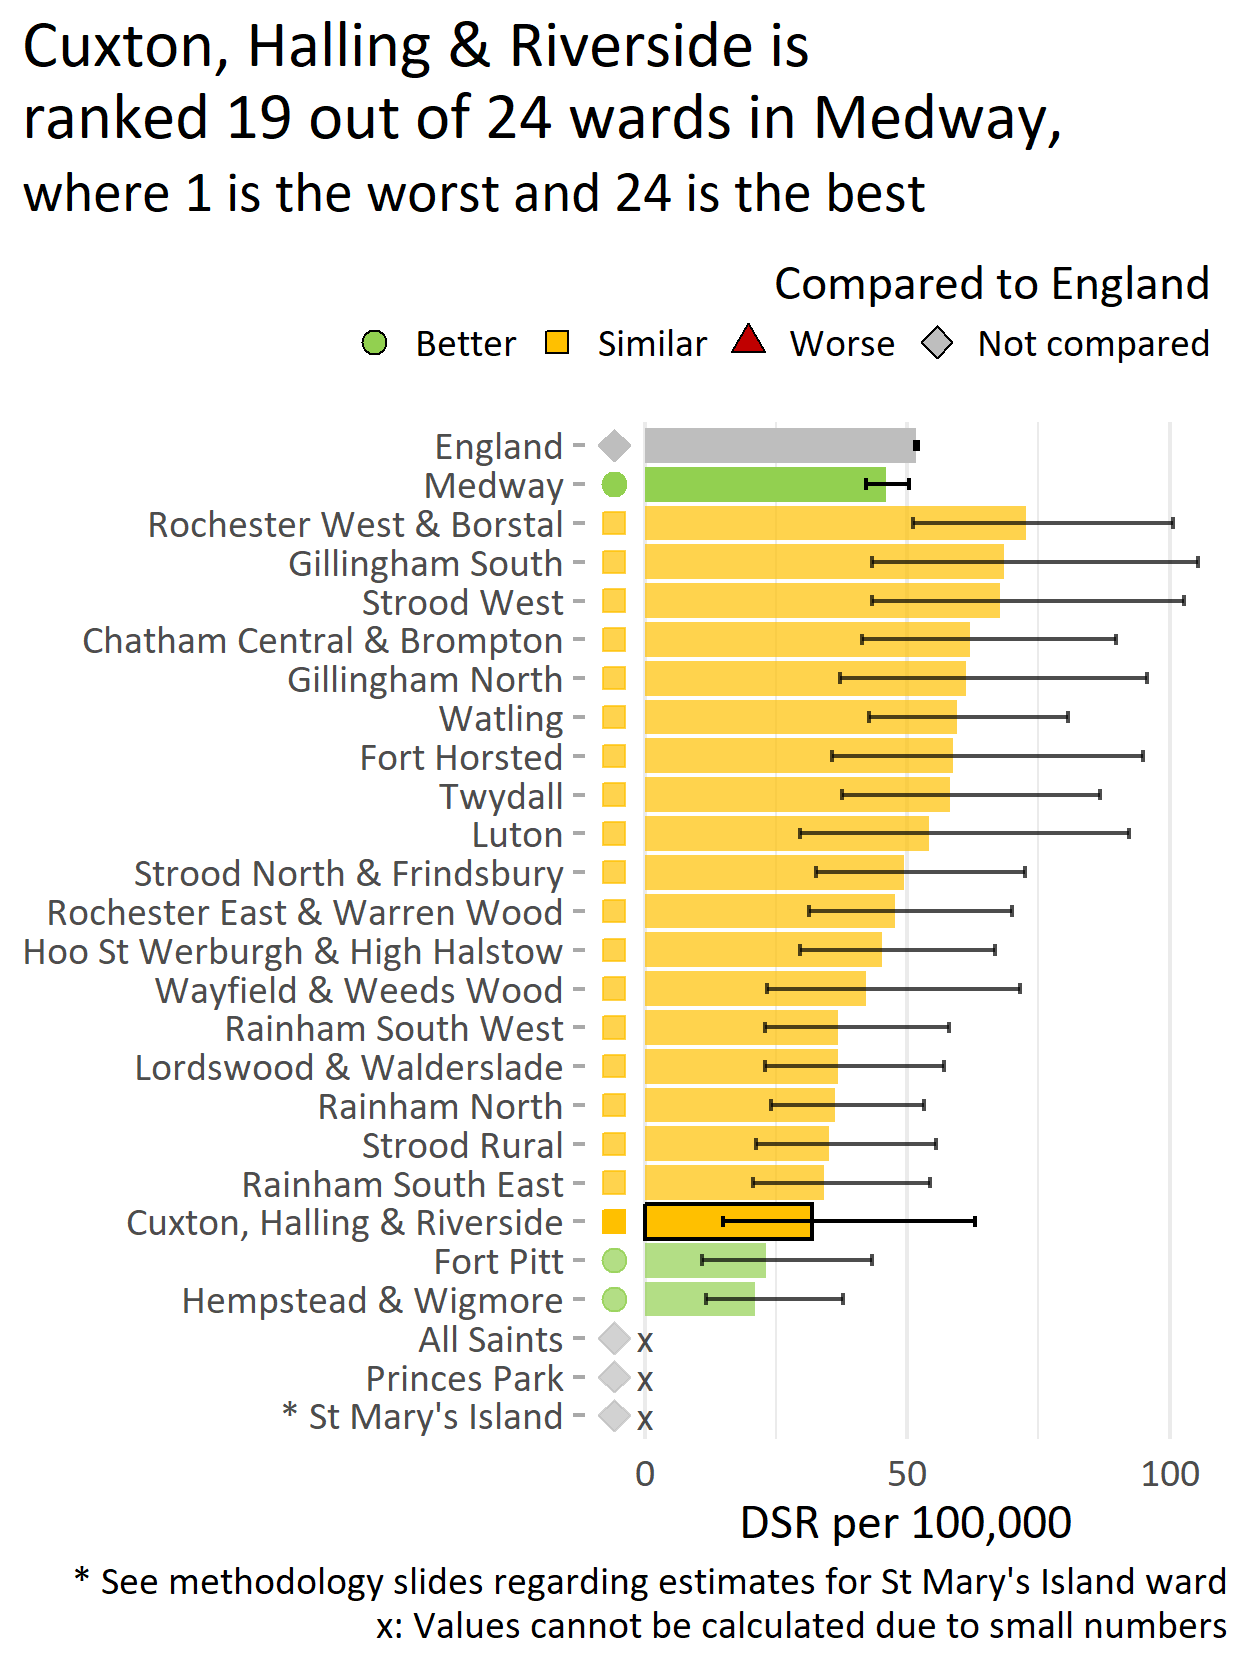 Cuxton, Halling & Riverside is
ranked 19 out of 24 wards in Medway,
where 1 is the worst and 24 is the best
Compared to England
Better Similar Worse Not compared
England
Medway
Rochester West & Borstal
Gillingham South
Strood West
Chatham Central & Brompton
Gillingham North
Watling
Fort Horsted
Twydall
Luton
Strood North & Frindsbury
Rochester East & Warren Wood
Hoo St Werburgh & High Halstow
Wayfield & Weeds Wood
Rainham South West
Lordswood & Walderslade
Rainham North
Strood Rural
Rainham South East
Cuxton, Halling & Riverside
Fort Pitt
Hempstead & Wigmore
All Saints x
Princes Park x
* St Mary's Island x
0 50 100
DSR per 100,000
* See methodology slides regarding estimates for St Mary's Island ward
x: Values cannot be calculated due to small numbers